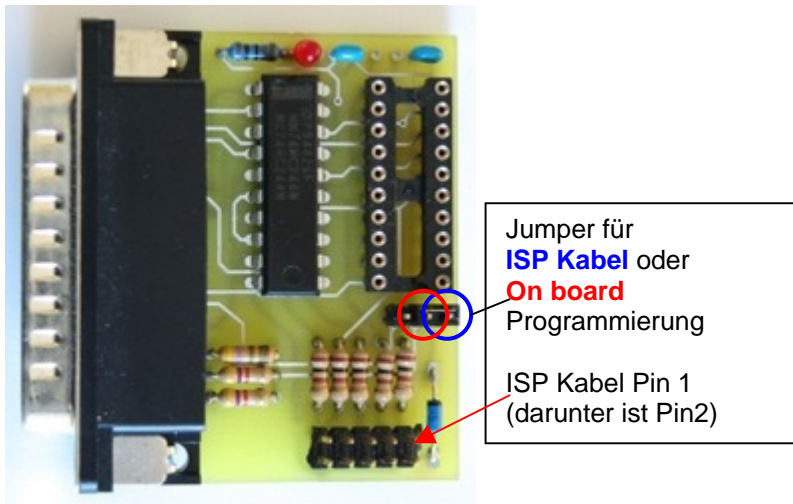 Jumper für
ISP Kabel oder
On board
Programmierung
ISP Kabel Pin 1
(darunter ist Pin2)